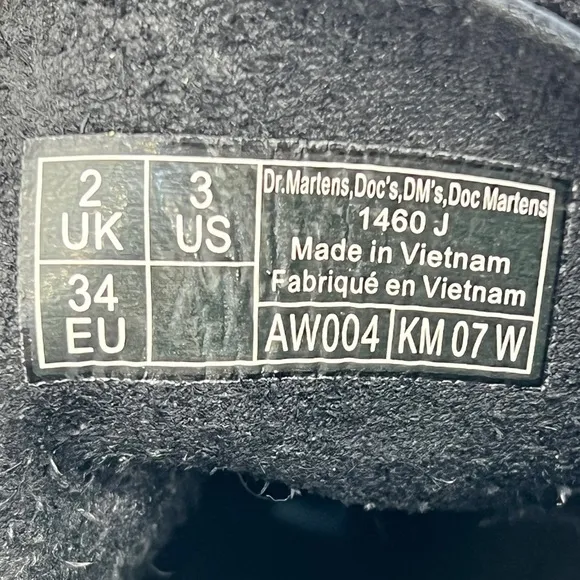 2
UK
3
US
34
EU
Dr.Martens,Doc's,DM's,Doc Martens
1460 J
Made in Vietnam
Fabriqué en Vietnam
AW004
KM 07 W